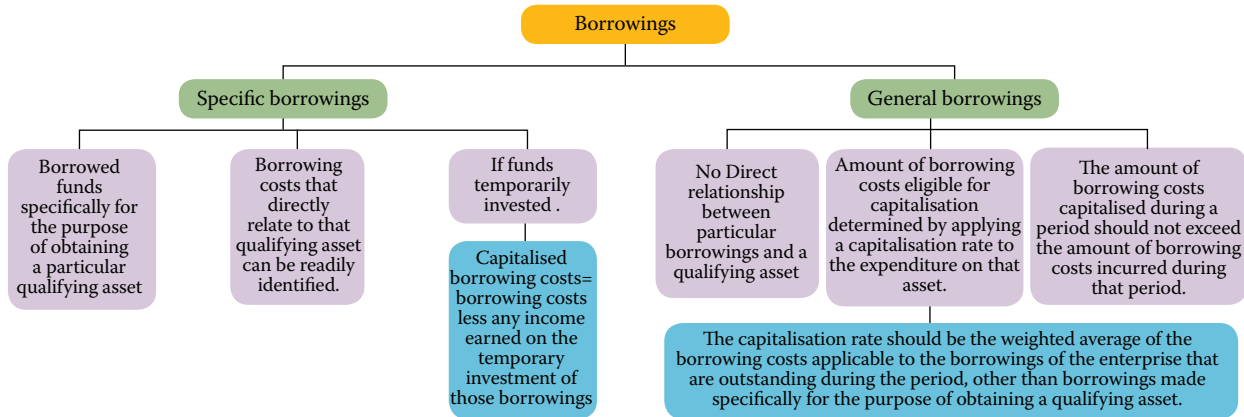 Borrowings
Specific borrowings
General borrowings
Borrowed
funds
specifically for
the purpose
of obtaining
a particular
qualifying asset
Borrowing
costs that
directly
relate to that
qualifying asset
can be readily
identified.
If funds
temporarily
invested .
Capitalised
borrowing costs=
borrowing costs
less any income
earned on the
temporary
investment of
those borrowings
No Direct
relationship
between
particular
borrowings and a
qualifying asset
Amount of borrowing
costs eligible for
capitalisation
determined by applying
a capitalisation rate to
the expenditure on that
asset.
The amount of
borrowing costs
capitalised during a
period should not exceed
the amount of borrowing
costs incurred during
that period.
The capitalisation rate should be the weighted average of the
borrowing costs applicable to the borrowings of the enterprise that
are outstanding during the period, other than borrowings made
specifically for the purpose of obtaining a qualifying asset.